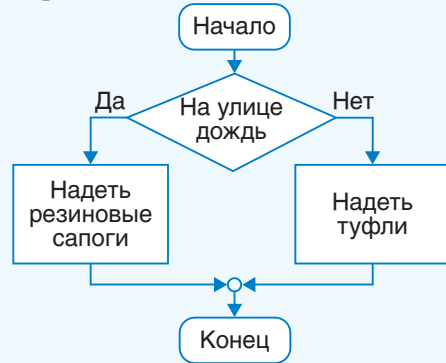 Начало
Да
На улице
дождь
Нет
Надеть
резиновые
сапоги
Надеть
туфли
Конец